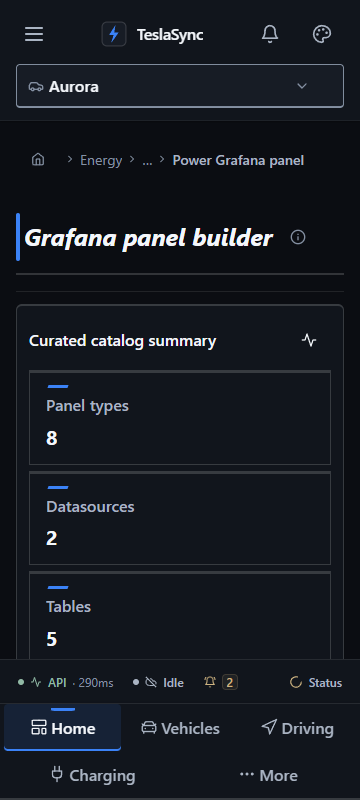 TeslaSync
Aurora
Energy > ... > Power Grafana panel
Grafana panel builder
Curated catalog summary
Panel types
8
Datasources
2
Tables
5
API · 290ms Idle 2 Status
Home Vehicles Driving
Charging More